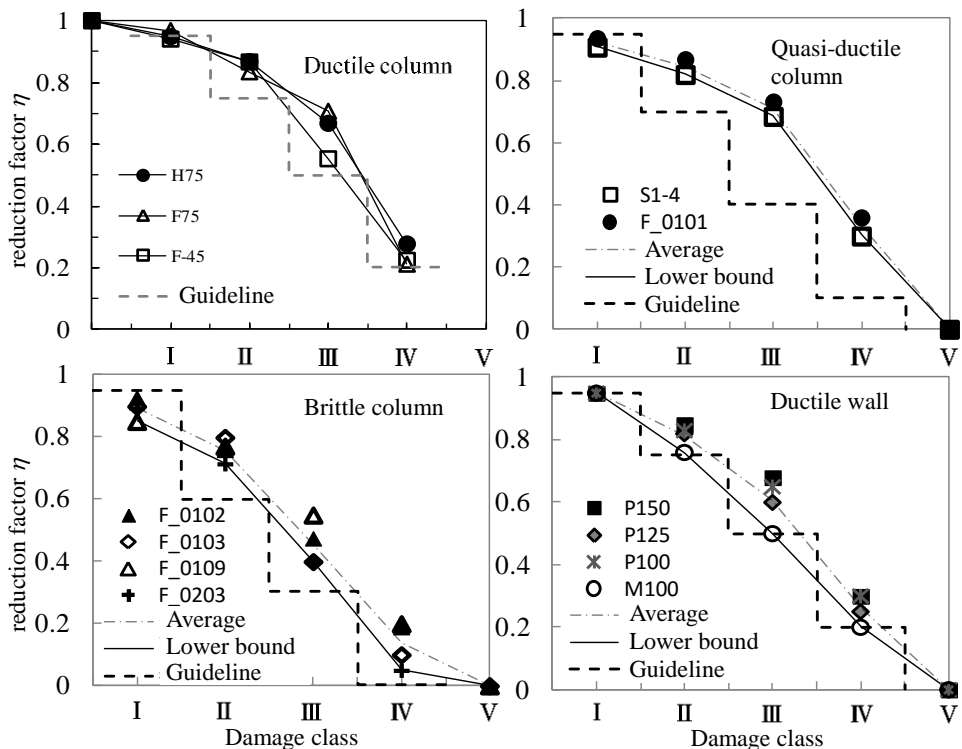 reduction factor η
1
0.8
0.6
0.4
0.2
0
Ductile column
H75
F75
F-45
Guideline
I
II
III
IV
V
1
0.8
0.6
0.4
0.2
0
Quasi-ductile
column
S1-4
F_0101
Average
Lower bound
Guideline
I
II
III
IV
V
reduction factor η
1
0.8
0.6
0.4
0.2
0
Brittle column
F_0102
F_0103
F_0109
F_0203
Average
Lower bound
Guideline
I
II
III
IV
V
Damage class
1
0.8
0.6
0.4
0.2
0
Ductile wall
P150
P125
P100
M100
Average
Lower bound
Guideline
I
II
III
IV
V
Damage class